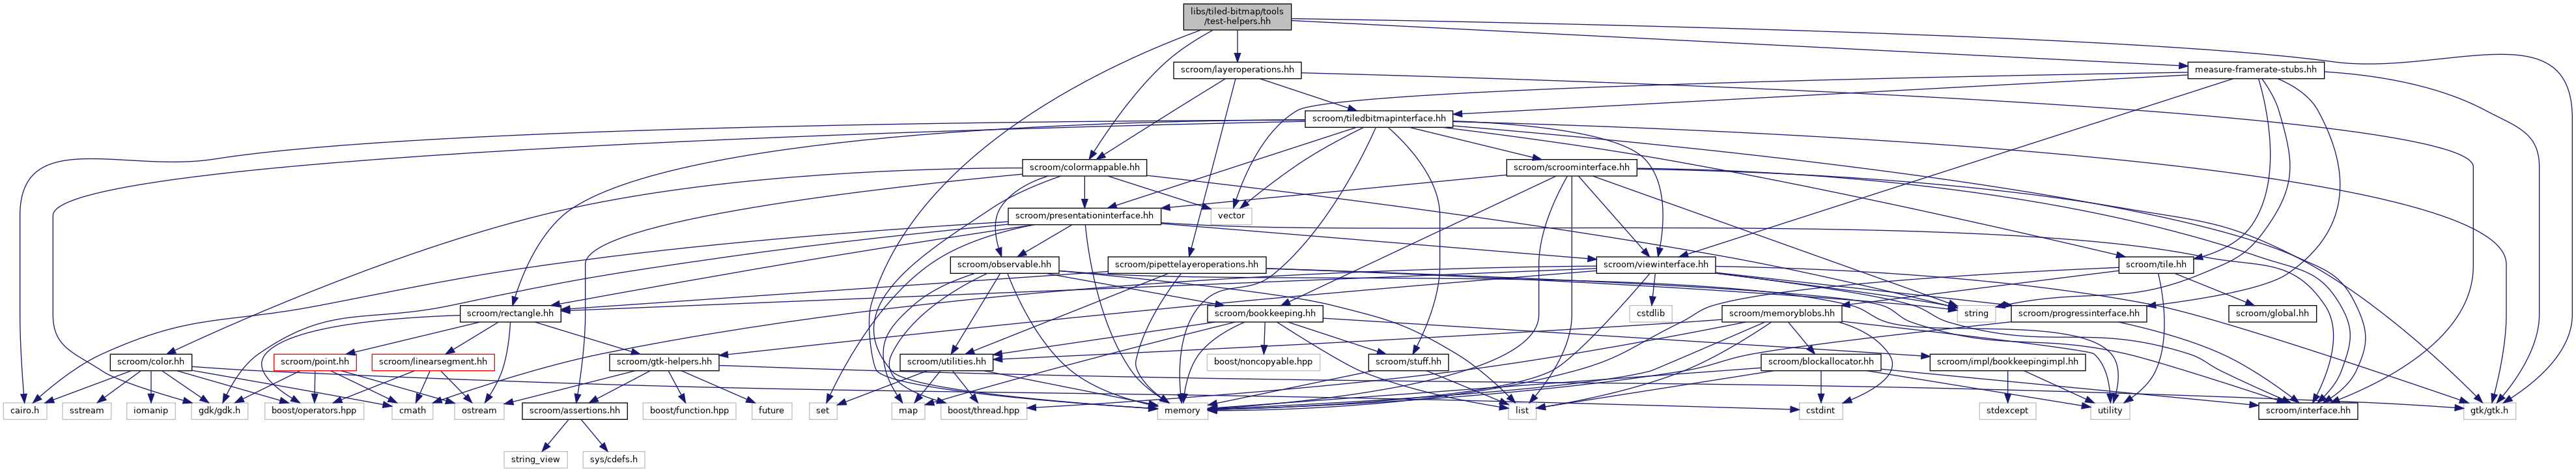 libs/tiled-bitmap/tools
/test-helpers.hh
scroom/layeroperations.hh
measure-framerate-stubs.hh
scroom/tiledbitmapinterface.hh
scroom/colormappable.hh
scroom/scroominterface.hh
scroom/presentationinterface.hh
vector
scroom/observable.hh
scroom/pipettelayeroperations.hh
scroom/viewinterface.hh
scroom/tile.hh
scroom/rectangle.hh
scroom/bookkeeping.hh
cstdlib
scroom/memoryblobs.hh
string
scroom/progressinterface.hh
scroom/global.hh
scroom/color.hh
scroom/point.hh
scroom/linearsegment.hh
scroom/gtk-helpers.hh
scroom/utilities.hh
boost/noncopyable.hpp
scroom/stuff.hh
scroom/blockallocator.hh
scroom/impl/bookkeepingimpl.hh
cairo.h
sstream
iomanip
gdk/gdk.h
boost/operators.hpp
cmath
ostream
scroom/assertions.hh
boost/function.hpp
future
set
map
boost/thread.hpp
memory
list
cstdint
stdexcept
utility
scroom/interface.hh
gtk/gtk.h
string_view
sys/cdefs.h